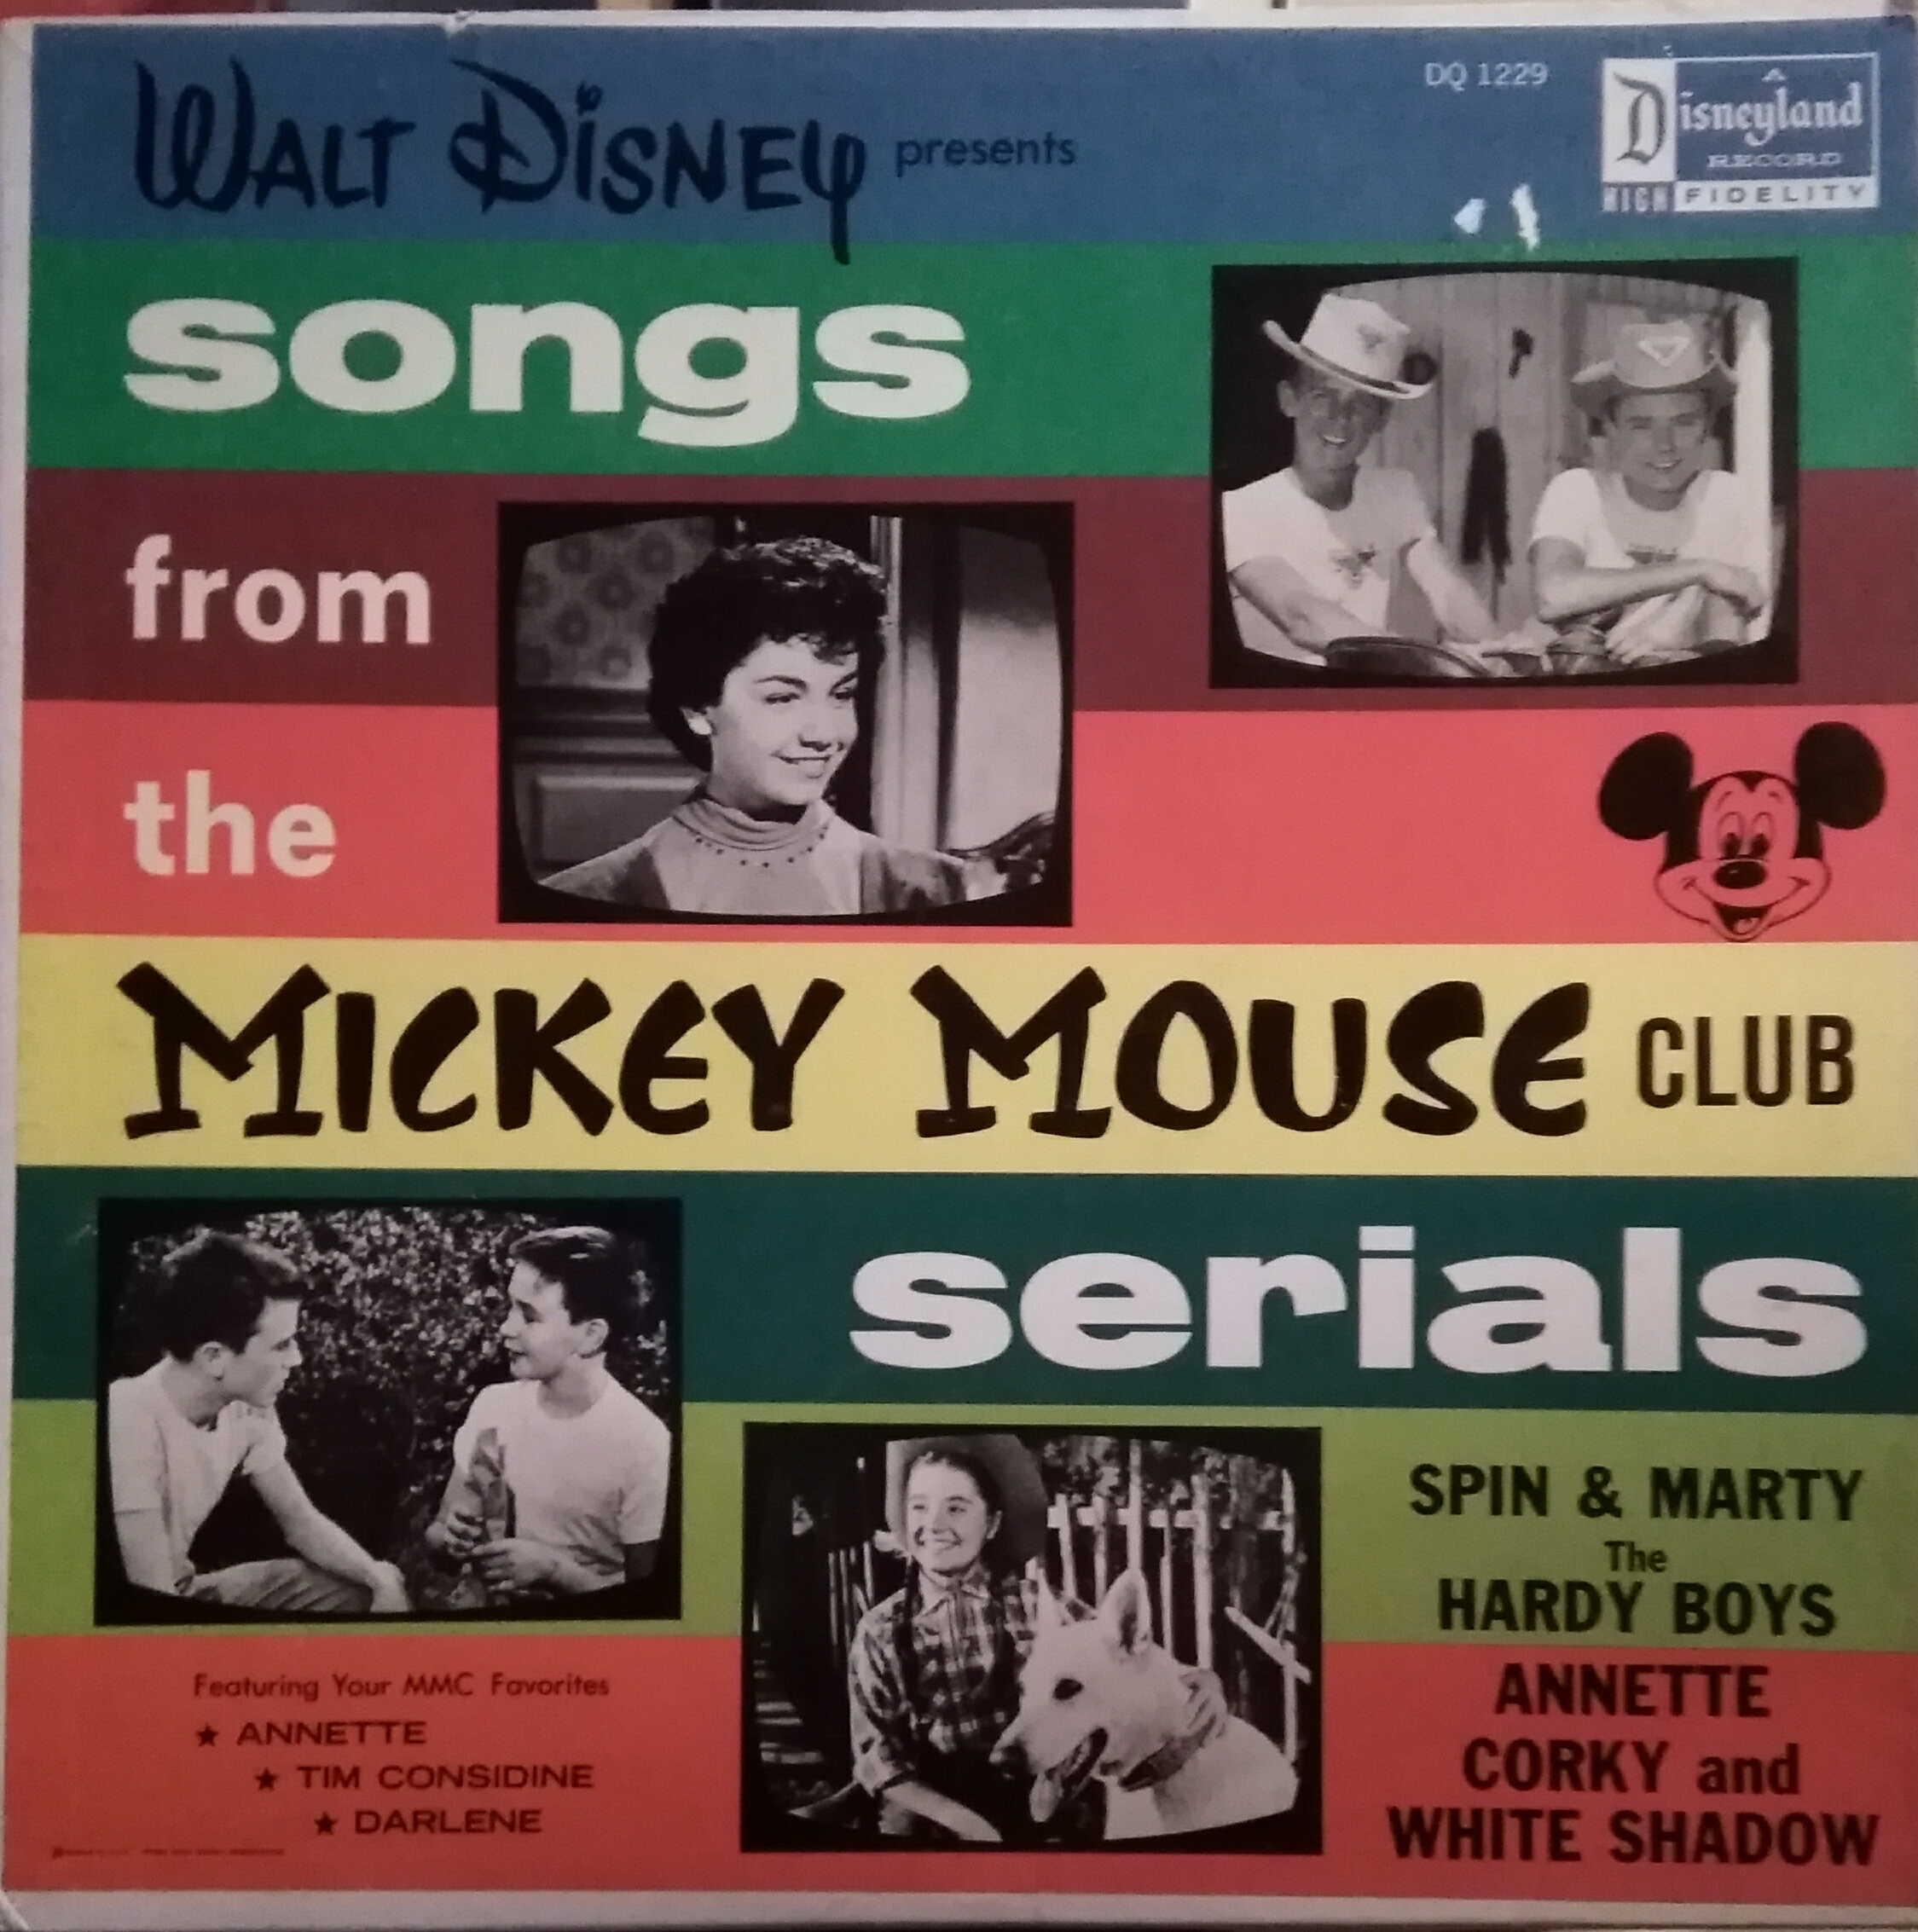 WALT DISNEY presents
DQ 1229
A
Disneyland
RECORD
HIGH FIDELITY
songs
from
the
MICKEY MOUSE CLUB
serials
SPIN & MARTY
The
HARDY BOYS
ANNETTE
CORKY and
WHITE SHADOW
Featuring Your MMC Favorites
★ ANNETTE
★ TIM CONSIDINE
★ DARLENE